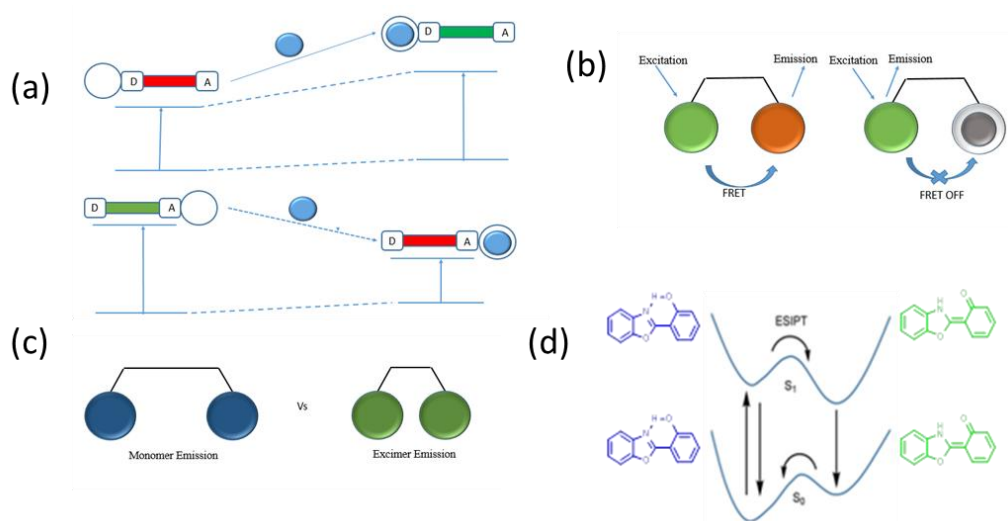 (a)
D A
D A
D A
D A
(b)
Excitation Emission Excitation Emission
FRET FRET OFF
(c)
Vs
Monomer Emission Excimer Emission
(d)
H O
N
O
ESIPT
S1
H
N O
O
H O
N
O
S0
H
N O
O